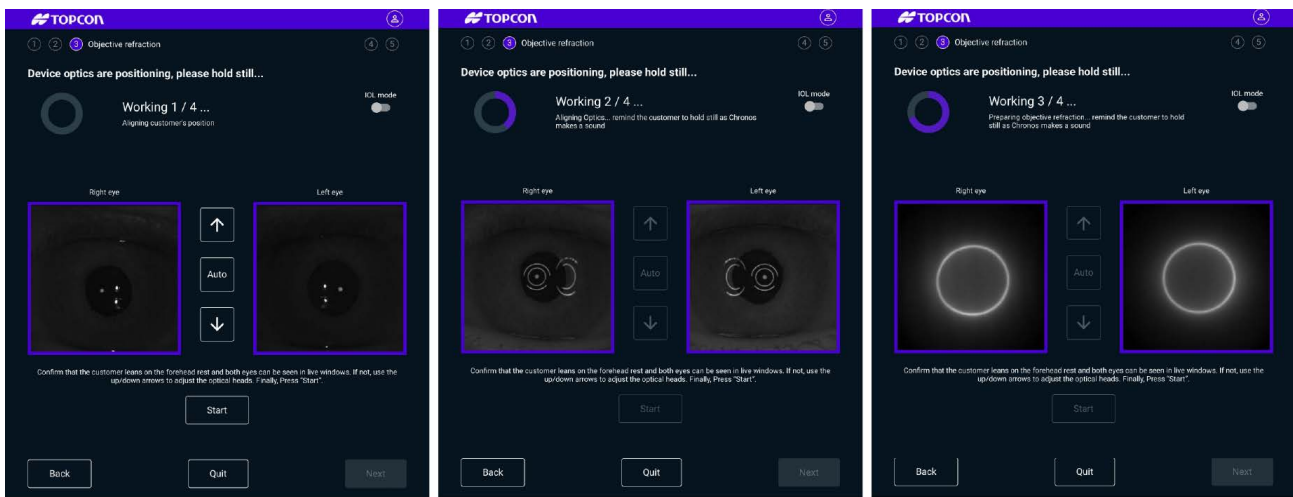 TOPCON
1 2 3 Objective refraction 4 5
Device optics are positioning, please hold still...
Working 1 / 4 ...
Aligning customer's position
IOL mode
Right eye
Left eye
Auto
Confirm that the customer leans on the forehead rest and both eyes can be seen in live windows. If not, use the
up/down arrows to adjust the optical heads. Finally, Press "Start".
Start
Back
Quit
Next
TOPCON
1 2 3 Objective refraction 4 5
Device optics are positioning, please hold still...
Working 2 / 4 ...
Aligning Optics... remind the customer to hold still as Chronos
makes a sound
IOL mode
Right eye
Left eye
Auto
Confirm that the customer leans on the forehead rest and both eyes can be seen in live windows. If not, use the
up/down arrows to adjust the optical heads. Finally, Press "Start".
Start
Back
Quit
Next
TOPCON
1 2 3 Objective refraction 4 5
Device optics are positioning, please hold still...
Working 3 / 4 ...
Preparing objective refraction... remind the customer to hold
still as Chronos makes a sound
IOL mode
Right eye
Left eye
Auto
Confirm that the customer leans on the forehead rest and both eyes can be seen in live windows. If not, use the
up/down arrows to adjust the optical heads. Finally, Press "Start".
Start
Back
Quit
Next